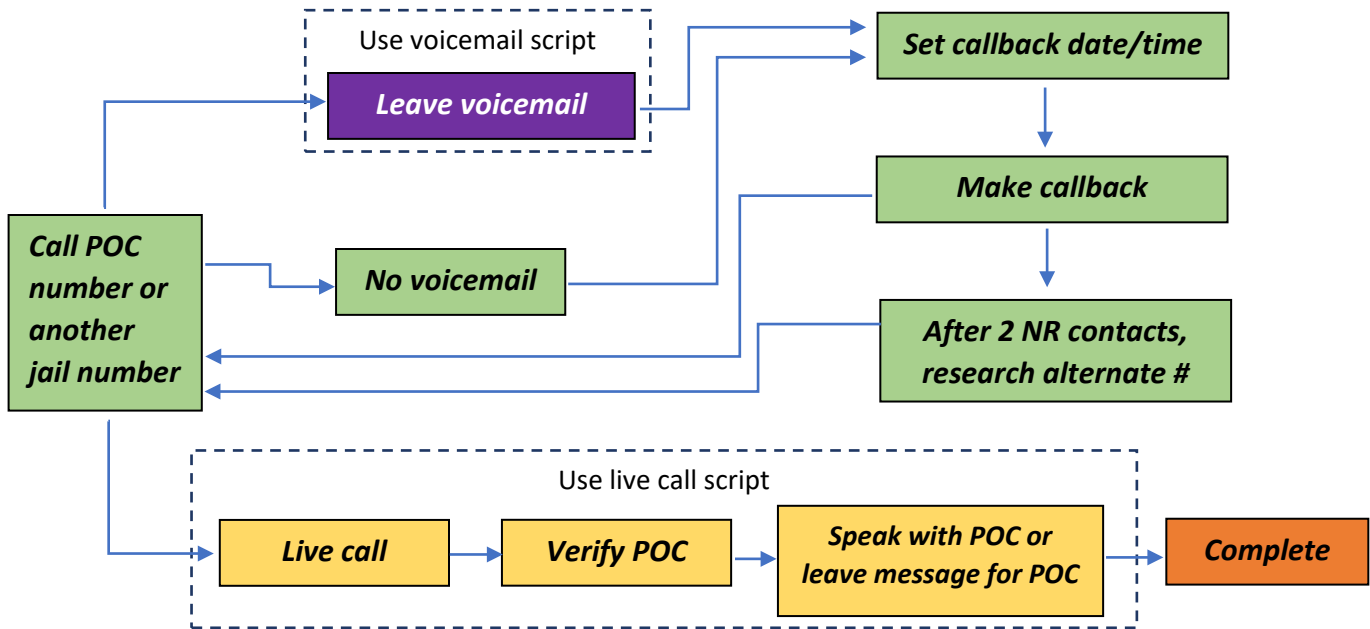 Use voicemail script
Leave voicemail
Set callback date/time
Make callback
Call POC
number or
another
jail number
No voicemail
After 2 NR contacts,
research alternate #
Use live call script
Live call
Verify POC
Speak with POC or
leave message for POC
Complete